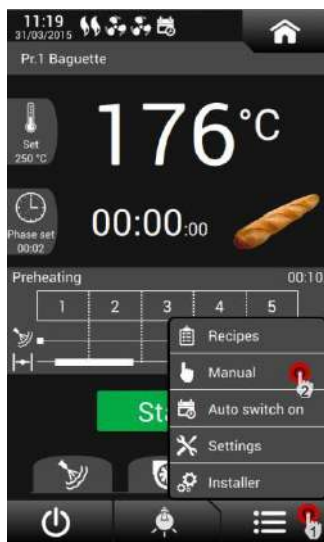 11:19
31/03/2015
Pr.1 Baguette
Set
250 °C
176°C
Phase set
00:02
00:00:00
Preheating
00:10
1 2 3 4 5
Recipes
Manual
2
Auto switch on
Settings
Installer
1